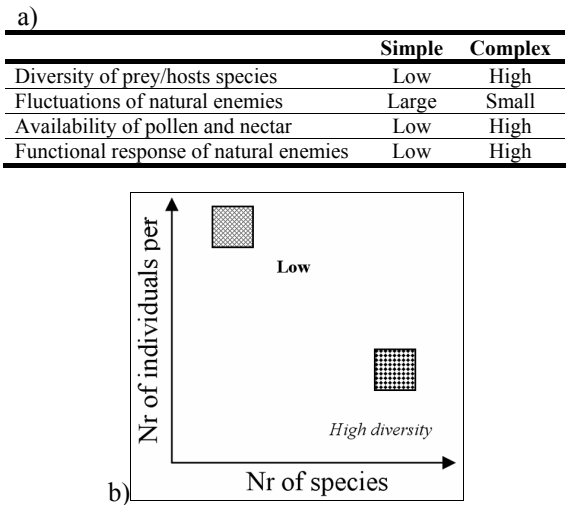 a)
Simple Complex
Diversity of prey/hosts species Low High
Fluctuations of natural enemies Large Small
Availability of pollen and nectar Low High
Functional response of natural enemies Low High
Nr of individuals per
Low
High diversity
Nr of species
b)